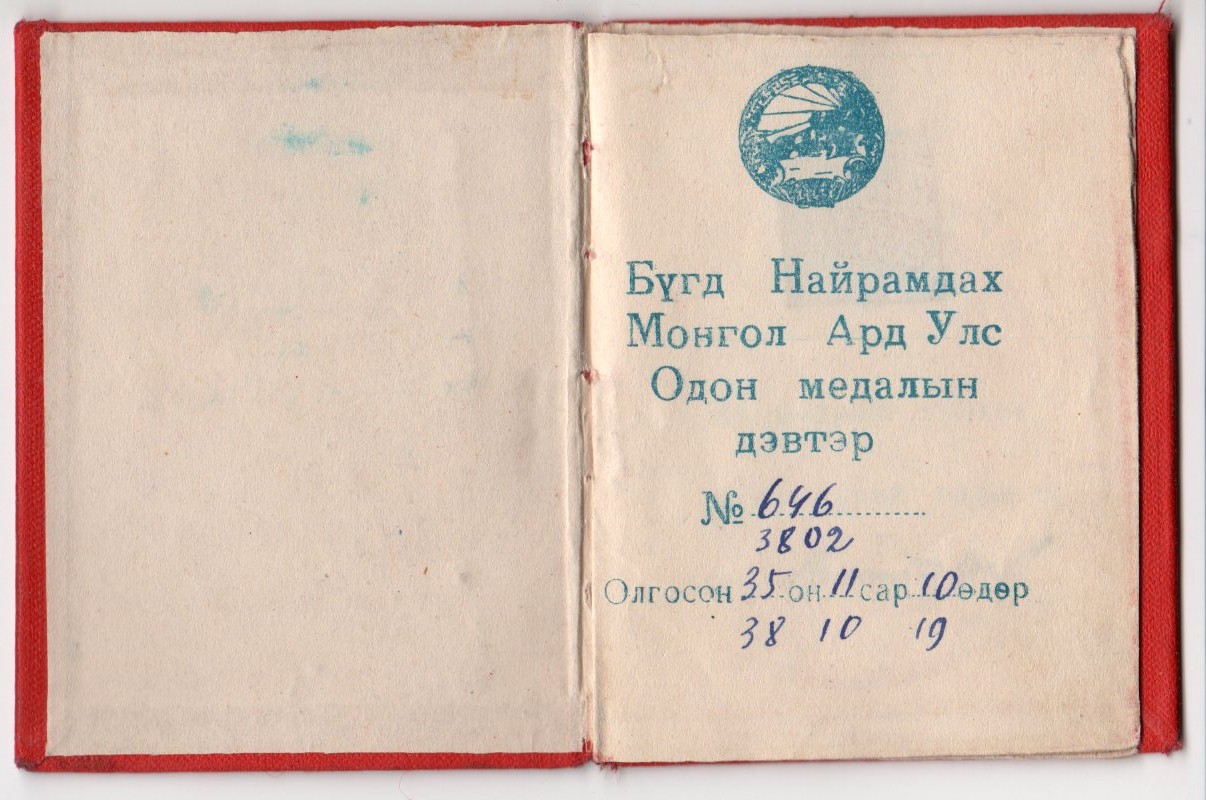 Бүгд Найрамдах
Монгол Ард Улс
Одон медалын
дэвтэр
№ 646
3802
Олгосон 35 он 11 сар 10 өдөр
38 10 19